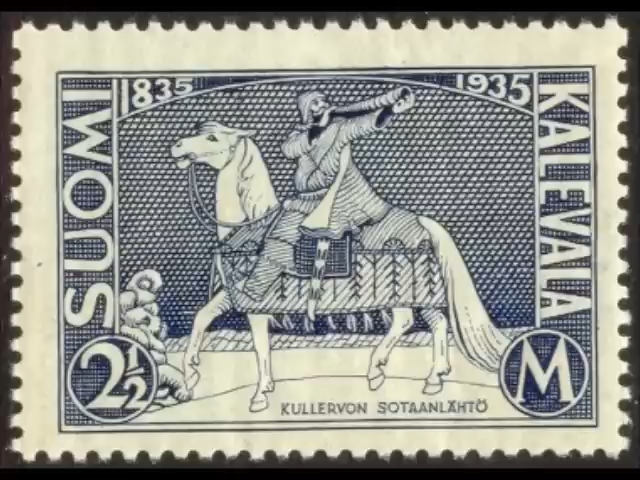 1835
1935
SUOMI
KALEVALA
2½
M
KULLERVON SOTAANLÄHTÖ